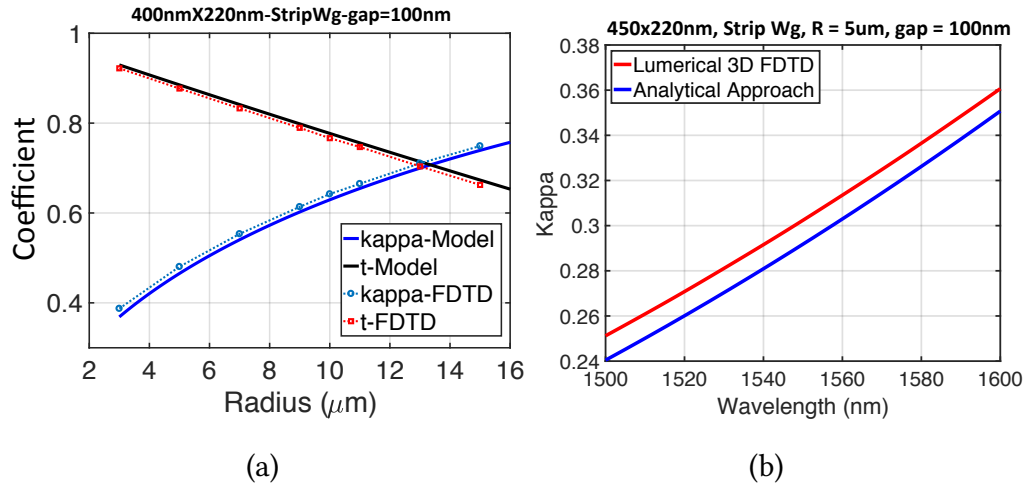 400nmX220nm-StripWg-gap=100nm
1
0.8
0.6
0.4
Coefficient
kappa-Model
t-Model
kappa-FDTD
t-FDTD
2 4 6 8 10 12 14 16
Radius (μm)
(a)
450x220nm, Strip Wg, R = 5um, gap = 100nm
0.38
0.36
0.34
0.32
0.3
0.28
0.26
0.24
Kappa
Lumerical 3D FDTD
Analytical Approach
1500 1520 1540 1560 1580 1600
Wavelength (nm)
(b)